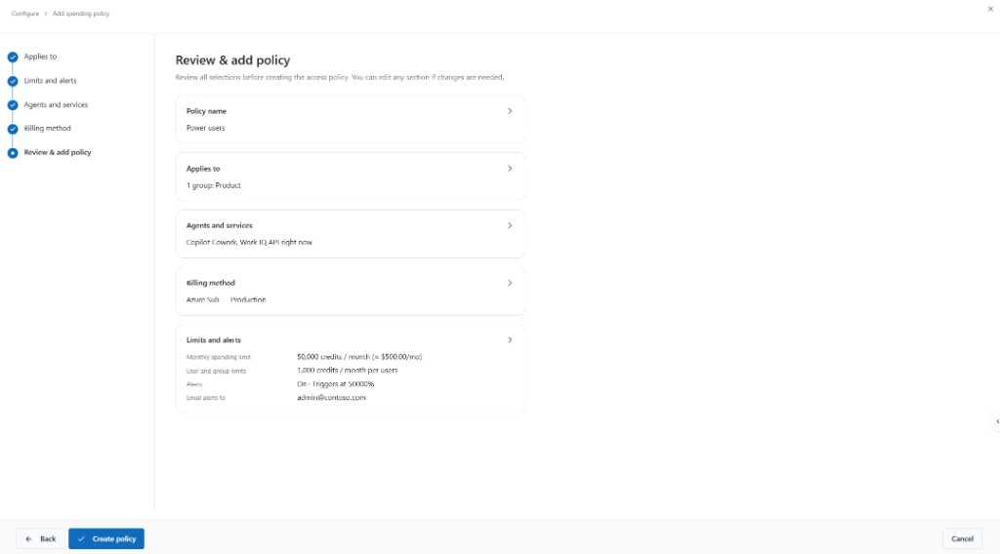 Configure > Add spending policy
Applies to
Limits and alerts
Agents and services
Billing method
Review & add policy
Review & add policy
Review all selections before creating the access policy. You can edit any section if changes are needed.
Policy name
Power users
Applies to
1 group: Product
Agents and services
Copilot Cowork, Work IQ API right now
Billing method
Azure Sub - Production
Limits and alerts
Monthly spending limit 50,000 credits / month (≈ $500.00/mo)
User and group limits 1,000 credits / month per users
Alerts On - Triggers at 50000%
Email alerts to admin@contoso.com
Back
Create policy
Cancel